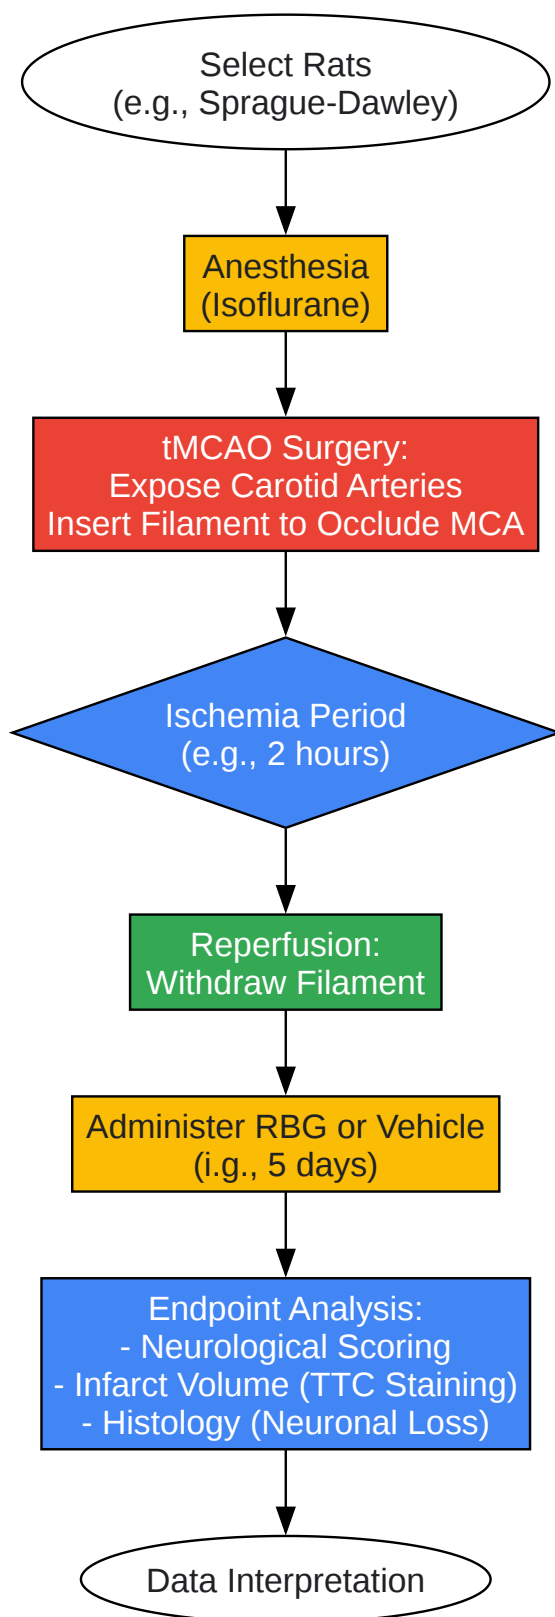 Select Rats
(e.g., Sprague-Dawley)
Anesthesia
(Isoflurane)
tMCAO Surgery:
Expose Carotid Arteries
Insert Filament to Occlude MCA
Ischemia Period
(e.g., 2 hours)
Reperfusion:
Withdraw Filament
Administer RBG or Vehicle
(i.g., 5 days)
Endpoint Analysis:
- Neurological Scoring
- Infarct Volume (TTC Staining)
- Histology (Neuronal Loss)
Data Interpretation